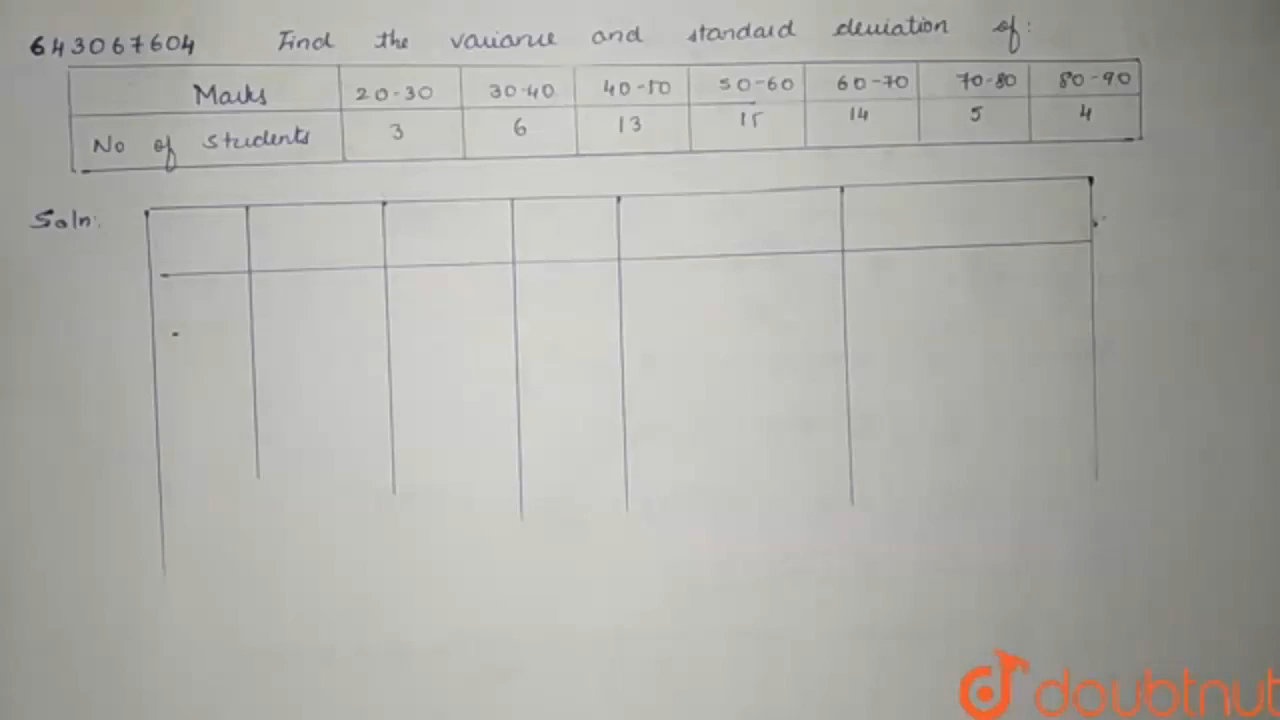 643067604 Find the variance and standard deviation of:
Marks 20-30 30-40 40-50 50-60 60-70 70-80 80-90
No of students 3 6 13 15 14 5 4
Soln:
doubtnut